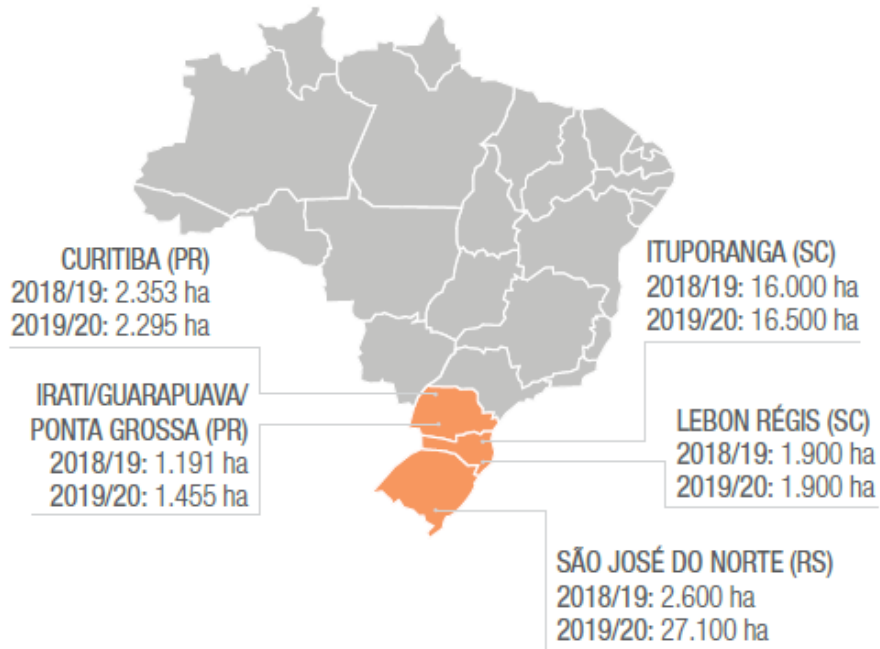 CURITIBA (PR)
2018/19: 2.353 ha
2019/20: 2.295 ha
IRATI/GUARAPUAVA/
PONTA GROSSA (PR)
2018/19: 1.191 ha
2019/20: 1.455 ha
ITUPORANGA (SC)
2018/19: 16.000 ha
2019/20: 16.500 ha
LEBON RÉGIS (SC)
2018/19: 1.900 ha
2019/20: 1.900 ha
SÃO JOSÉ DO NORTE (RS)
2018/19: 2.600 ha
2019/20: 27.100 ha